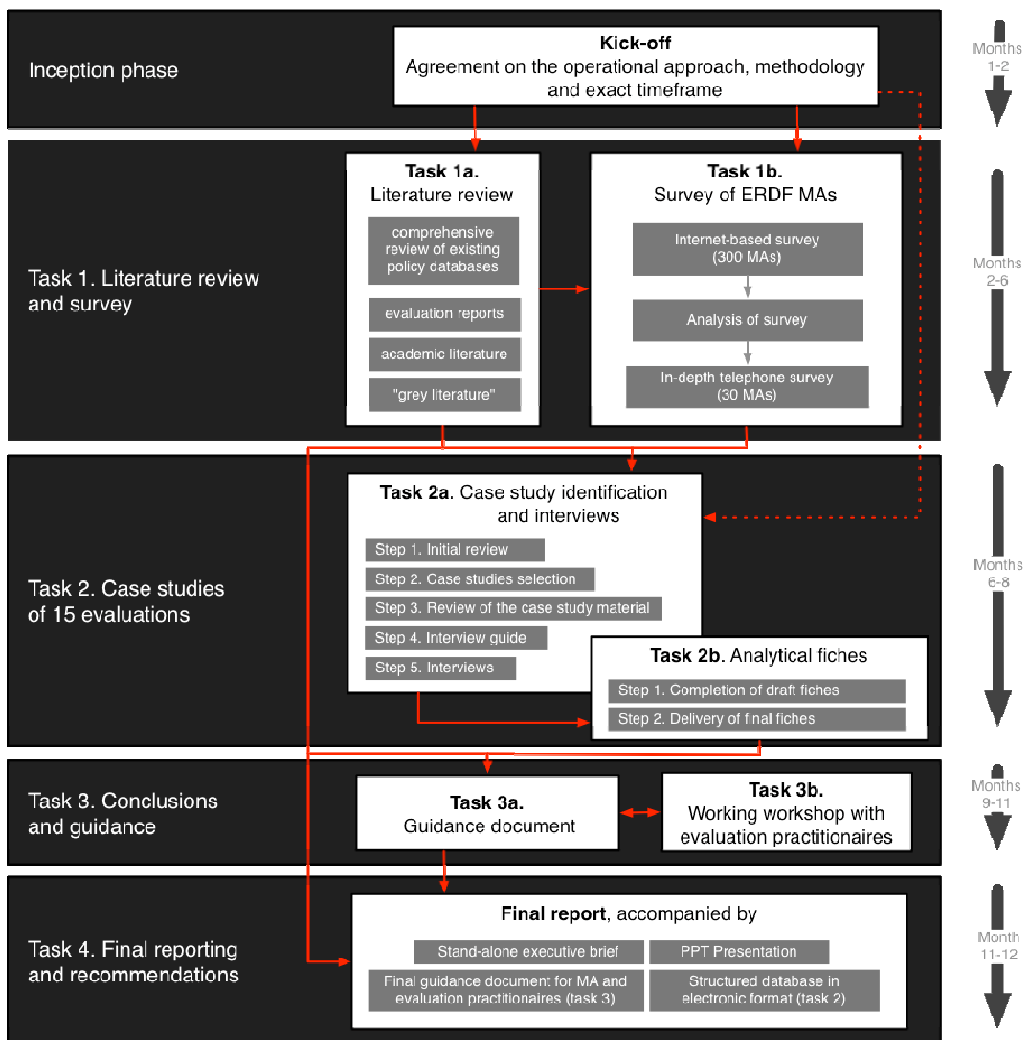 Inception phase
Kick-off
Agreement on the operational approach, methodology
and exact timeframe
Months
1-2
Task 1. Literature review
and survey
Task 1a.
Literature review
comprehensive
review of existing
policy databases
evaluation reports
academic literature
"grey literature"
Task 1b.
Survey of ERDF MAs
Internet-based survey
(300 MAs)
Analysis of survey
In-depth telephone survey
(30 MAs)
Months
2-6
Task 2. Case studies
of 15 evaluations
Task 2a. Case study identification
and interviews
Step 1. Initial review
Step 2. Case studies selection
Step 3. Review of the case study material
Step 4. Interview guide
Step 5. Interviews
Task 2b. Analytical fiches
Step 1. Completion of draft fiches
Step 2. Delivery of final fiches
Months
6-8
Task 3. Conclusions
and guidance
Task 3a.
Guidance document
Task 3b.
Working workshop with
evaluation practitionaires
Months
9-11
Task 4. Final reporting
and recommendations
Final report, accompanied by
Stand-alone executive brief
PPT Presentation
Final guidance document for MA and
evaluation practitionaires (task 3)
Structured database in
electronic format (task 2)
Month
11-12